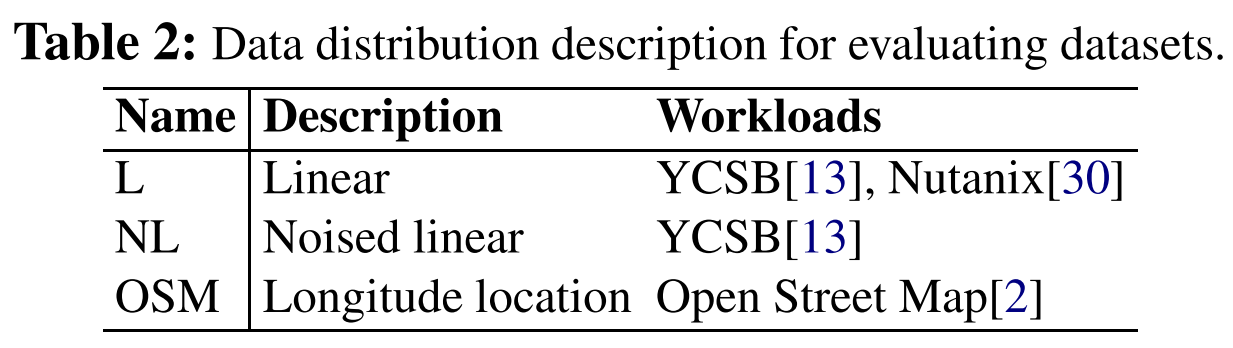 Table 2: Data distribution description for evaluating datasets.
Name Description Workloads
L Linear YCSB[13], Nutanix[30]
NL Noised linear YCSB[13]
OSM Longitude location Open Street Map[2]